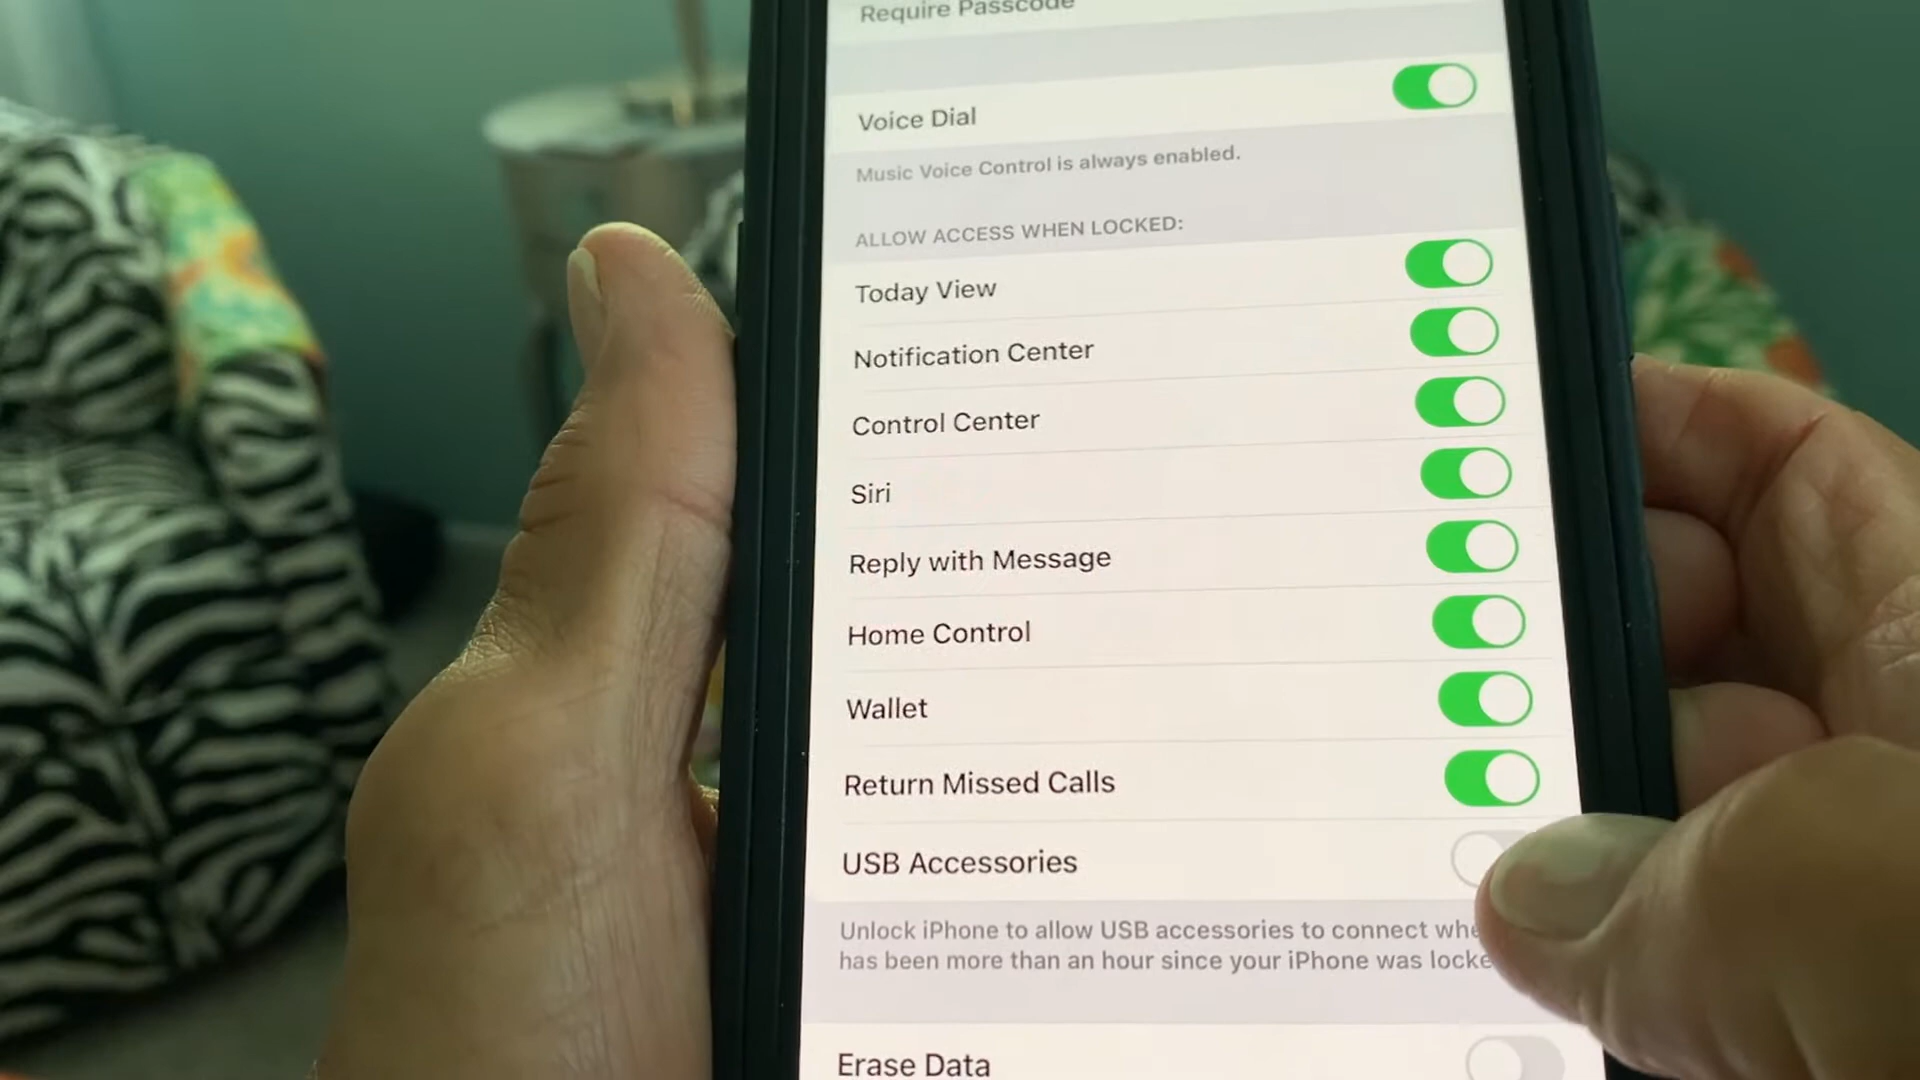 Require Passcode
Voice Dial
Music Voice Control is always enabled.
ALLOW ACCESS WHEN LOCKED:
Today View
Notification Center
Control Center
Siri
Reply with Message
Home Control
Wallet
Return Missed Calls
USB Accessories
Unlock iPhone to allow USB accessories to connect
has been more than an hour since your iPhone was
Erase Data